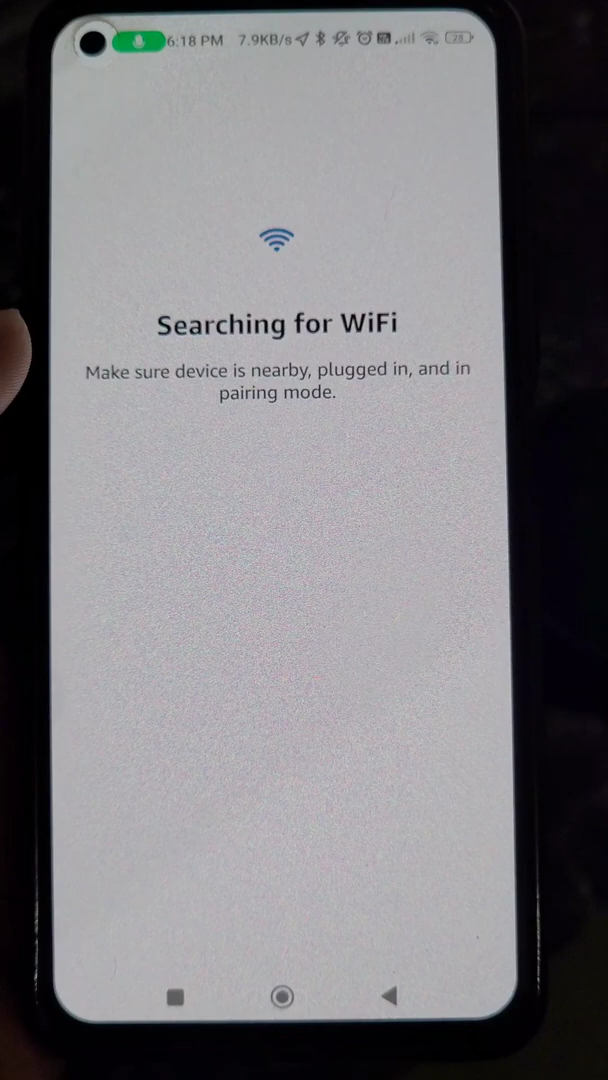 6:18 PM 7.9KB/s 28
Searching for WiFi
Make sure device is nearby, plugged in, and in
pairing mode.